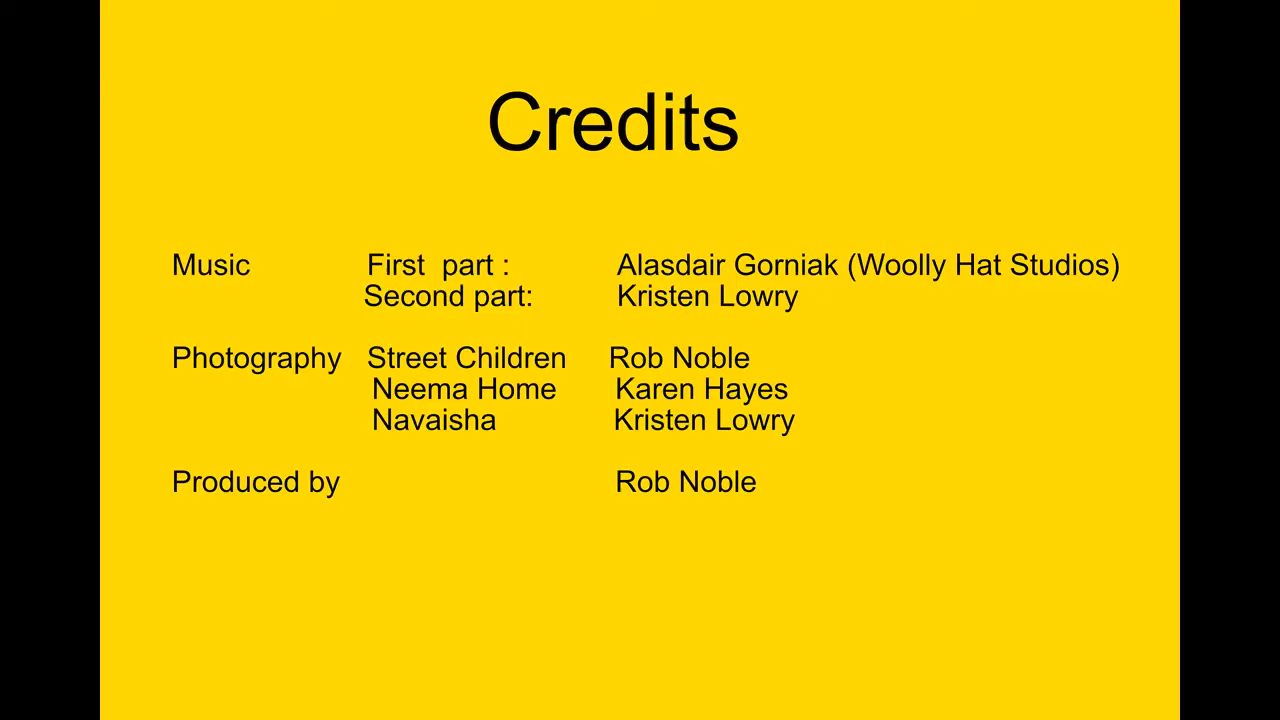 Credits
Music First part : Alasdair Gorniak (Woolly Hat Studios)
Second part: Kristen Lowry
Photography Street Children Rob Noble
Neema Home Karen Hayes
Navaisha Kristen Lowry
Produced by Rob Noble